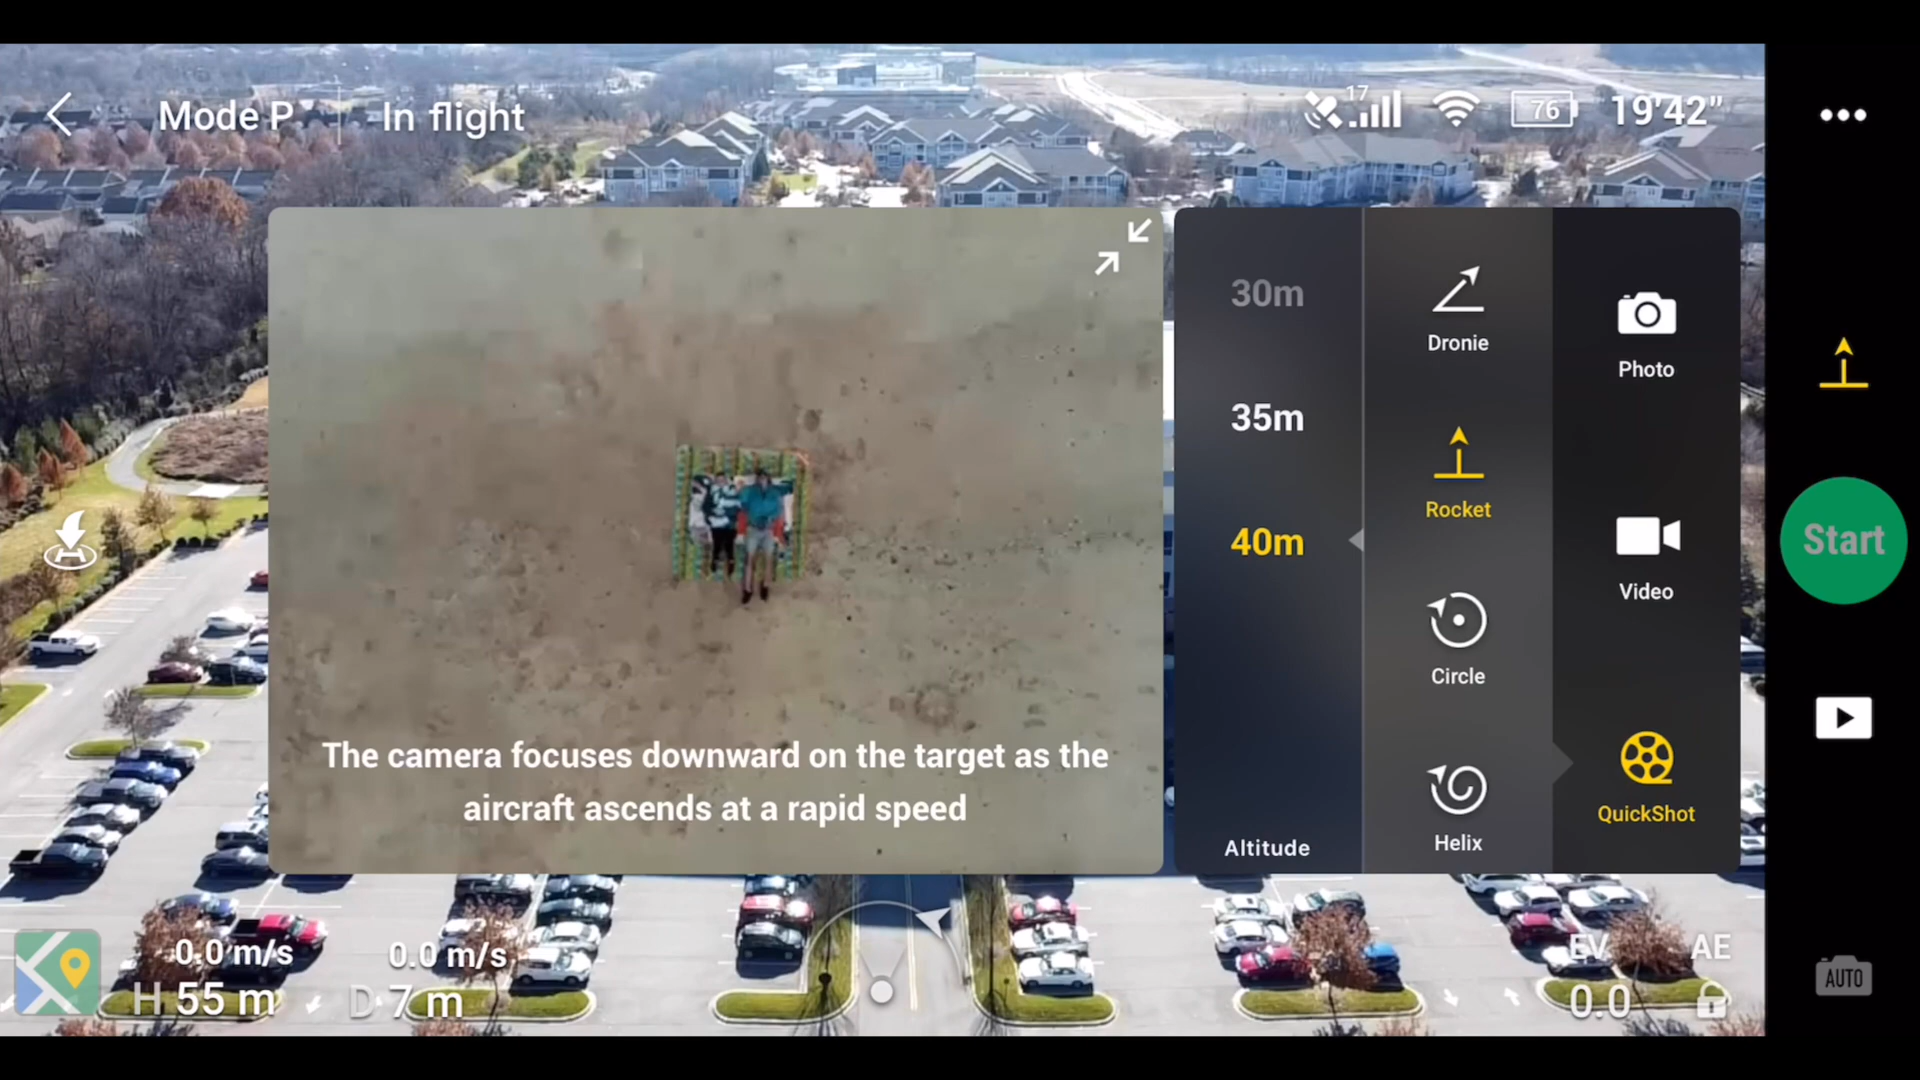 Mode P
In flight
17
76
19'42"
30m
35m
40m
Altitude
Dronie
Rocket
Circle
Helix
Photo
Video
QuickShot
Start
The camera focuses downward on the target as the
aircraft ascends at a rapid speed
0.0 m/s
0.0 m/s
H 55 m
D 7 m
EV
AE
0.0
AUTO